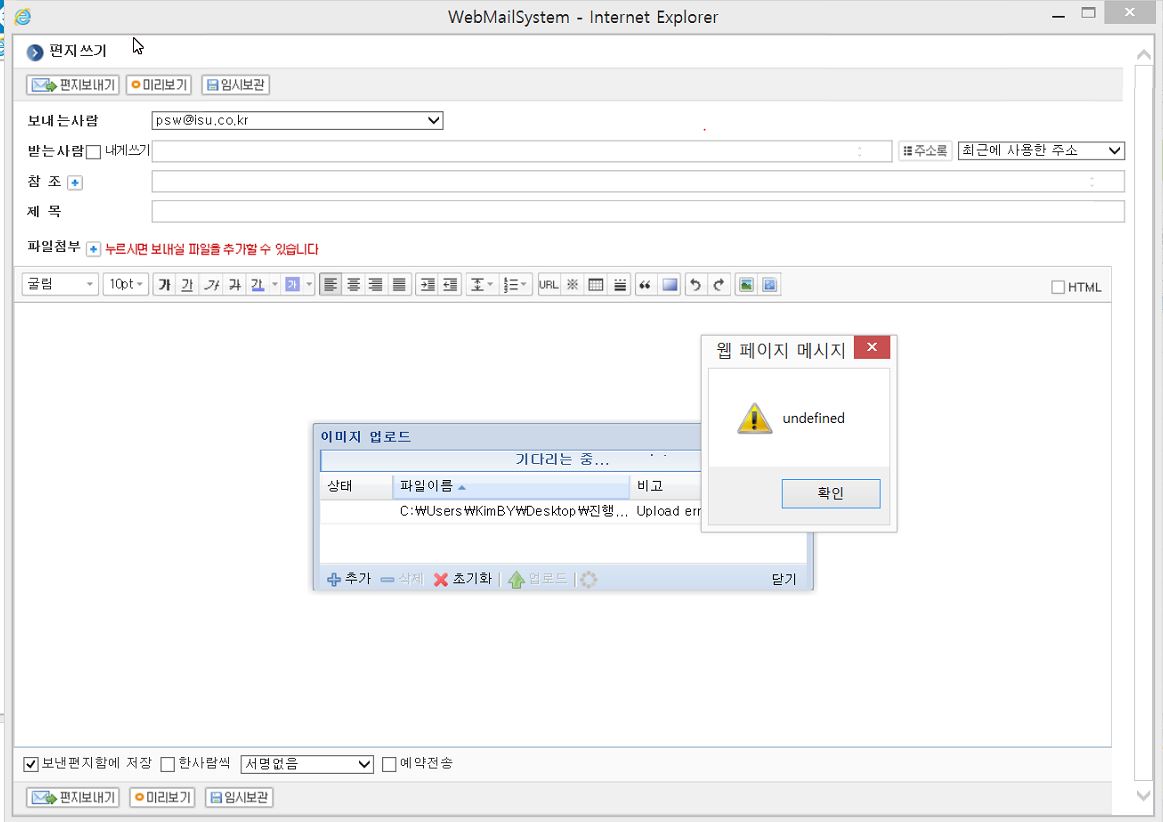 WebMailSystem - Internet Explorer
편지쓰기
편지보내기 미리보기 임시보관
보내는사람 psw@isu.co.kr
받는사람 내게쓰기 주소록 최근에 사용한 주소
참 조
제 목
파일첨부 누르시면 보내실 파일을 추가할 수 있습니다
굴림 10pt 가 가 가 가 가 가 URL ※ HTML
웹 페이지 메시지
undefined
확인
이미지 업로드
기다리는 중...
상태 파일이름 비고
C:₩Users₩KimBY₩Desktop₩진행... Upload err
추가 삭제 초기화 업로드 닫기
보낸편지함에 저장 한사람씩 서명없음 예약전송
편지보내기 미리보기 임시보관